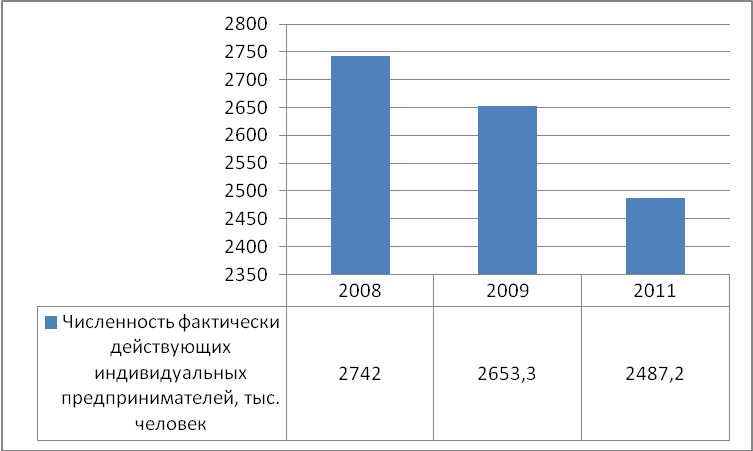 2800
2750
2700
2650
2600
2550
2500
2450
2400
2350
2008 2009 2011
Численность фактически
действующих
индивидуальных
предпринимателей, тыс.
человек
2742 2653,3 2487,2